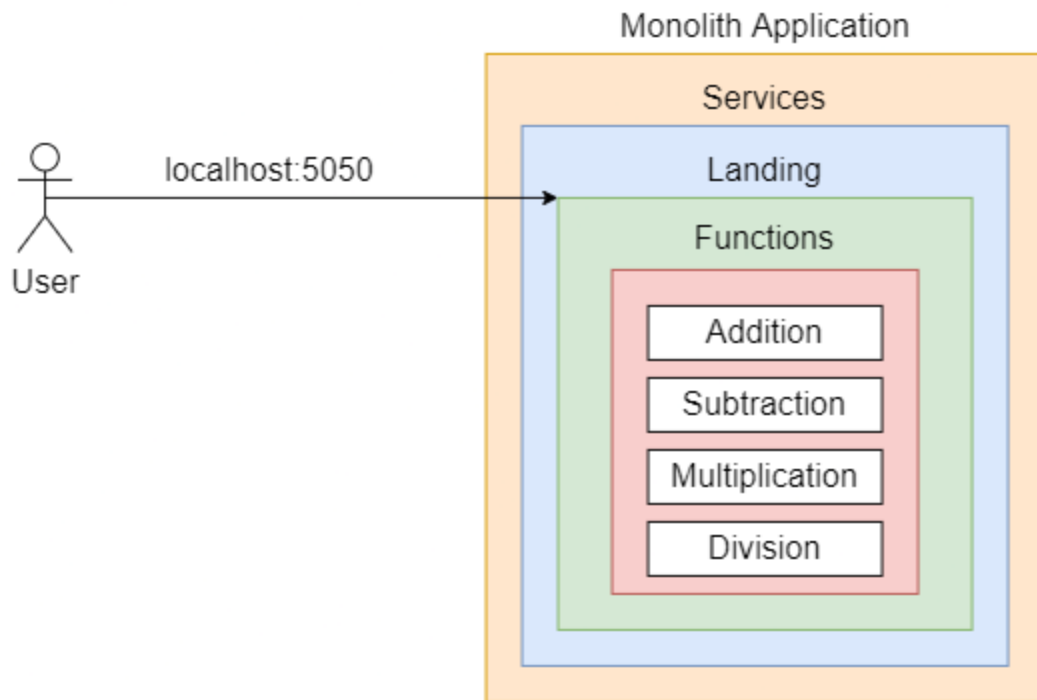 Monolith Application
Services
Landing
localhost:5050
Functions
User
Addition
Subtraction
Multiplication
Division